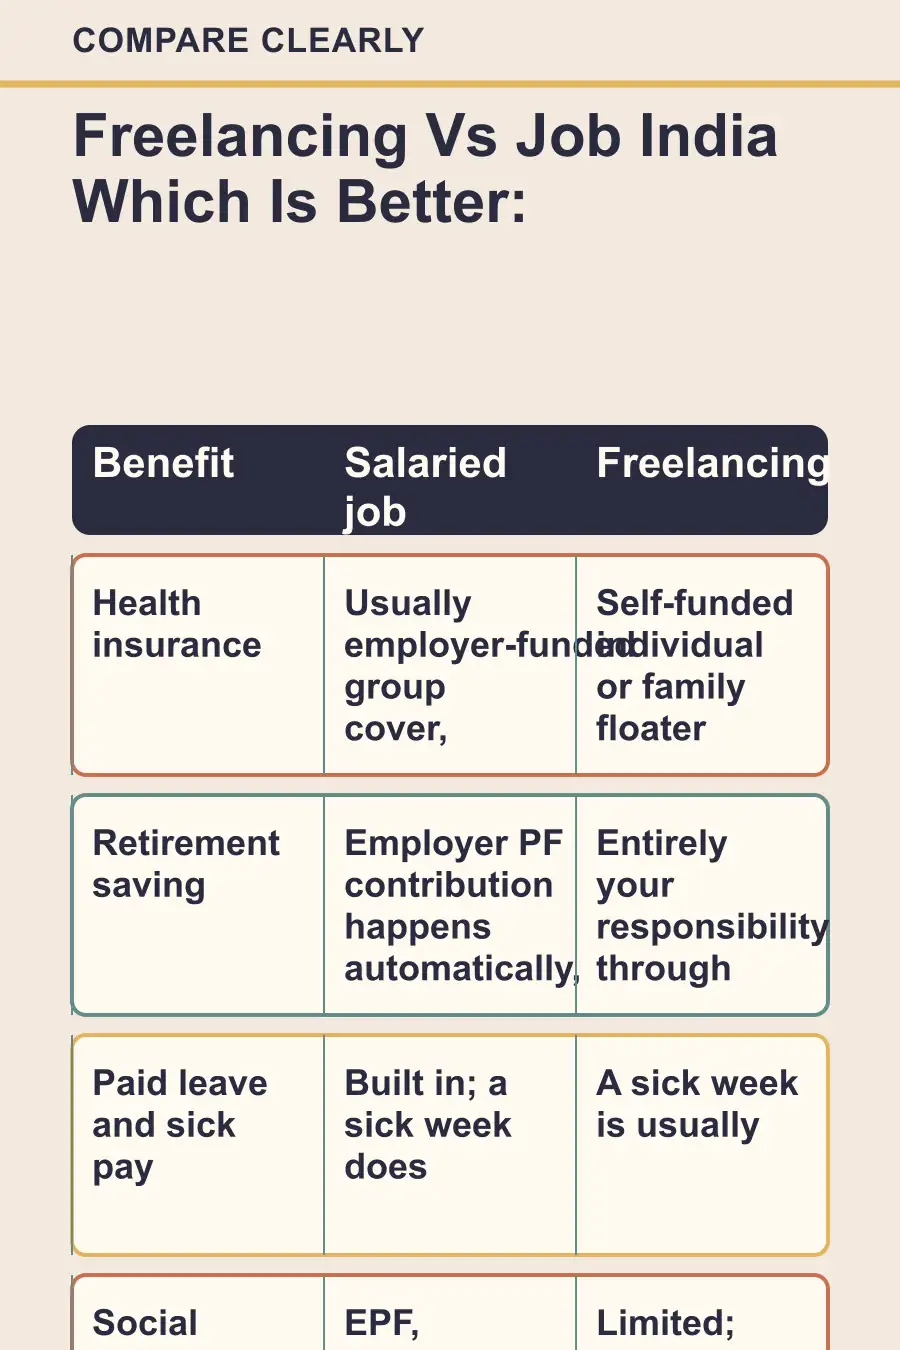 COMPARE CLEARLY
Freelancing Vs Job India
Which Is Better:
Benefit
Salaried
job
Freelancing
Health
insurance
Usually
employer-funded
group
cover,
Self-funded
individual
or family
floater
Retirement
saving
Employer PF
contribution
happens
automatically,
Entirely
your
responsibility
through
Paid leave
and sick
pay
Built in; a
sick week
does
A sick week
is usually
Social
EPF,
Limited;